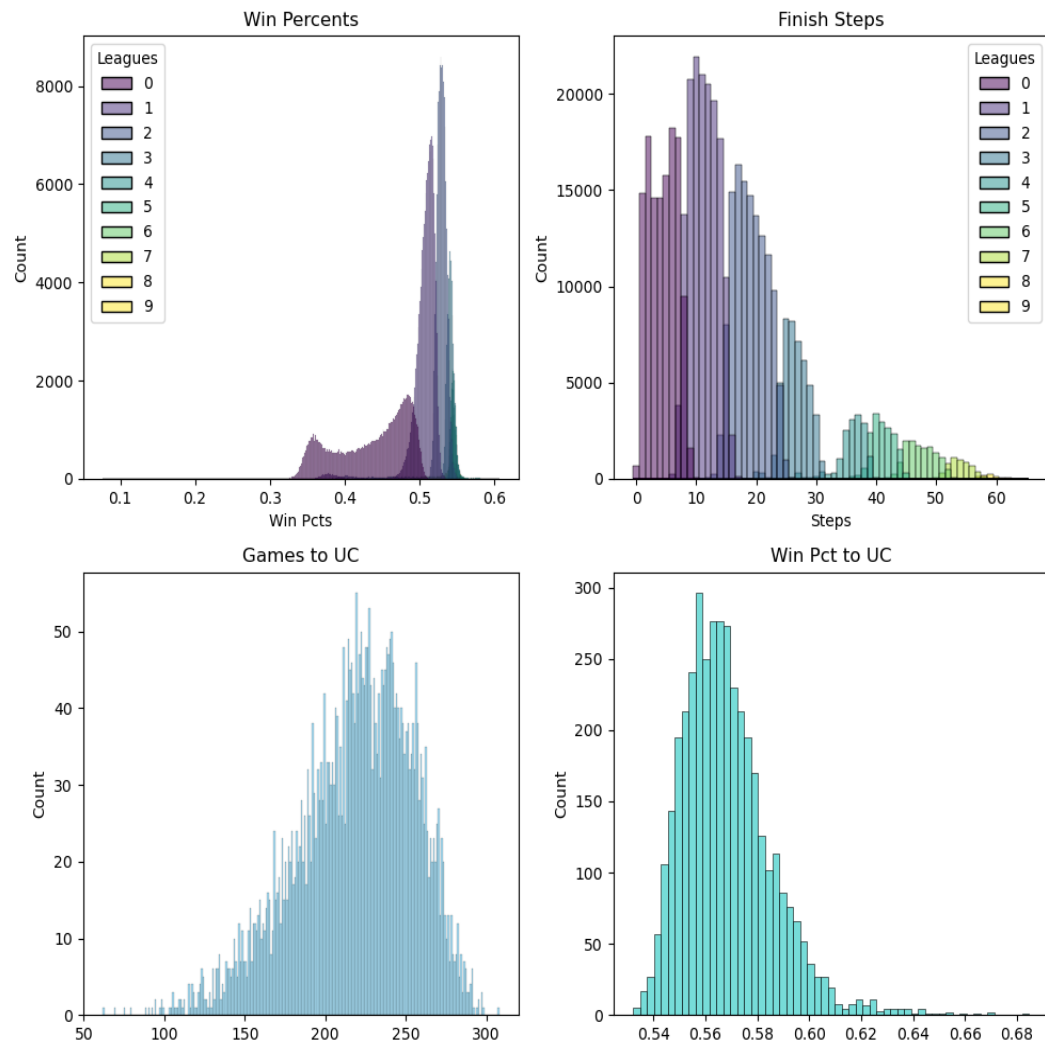 Win Percents
Leagues
0
1
2
3
4
5
6
7
8
9
8000
6000
4000
2000
0
Count
0.1 0.2 0.3 0.4 0.5 0.6
Win Pcts
Finish Steps
Leagues
0
1
2
3
4
5
6
7
8
9
20000
15000
10000
5000
0
Count
0 10 20 30 40 50 60
Steps
Games to UC
50
40
30
20
10
0
Count
50 100 150 200 250 300
Win Pct to UC
300
250
200
150
100
50
0
Count
0.54 0.56 0.58 0.60 0.62 0.64 0.66 0.68